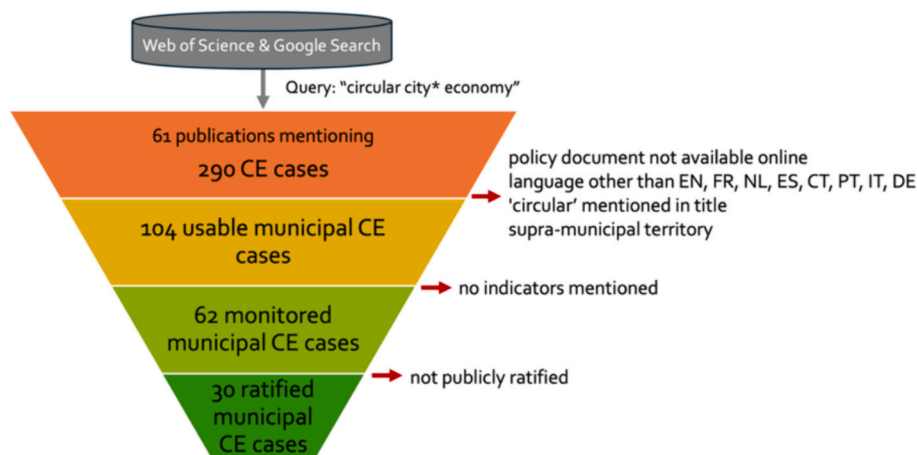 Web of Science & Google Search
Query: “circular city* economy”
61 publications mentioning
290 CE cases
policy document not available online
language other than EN, FR, NL, ES, CT, PT, IT, DE
'circular’ mentioned in title
supra-municipal territory
104 usable municipal CE
cases
no indicators mentioned
62 monitored
municipal CE cases
not publicly ratified
30 ratified
municipal
CE cases